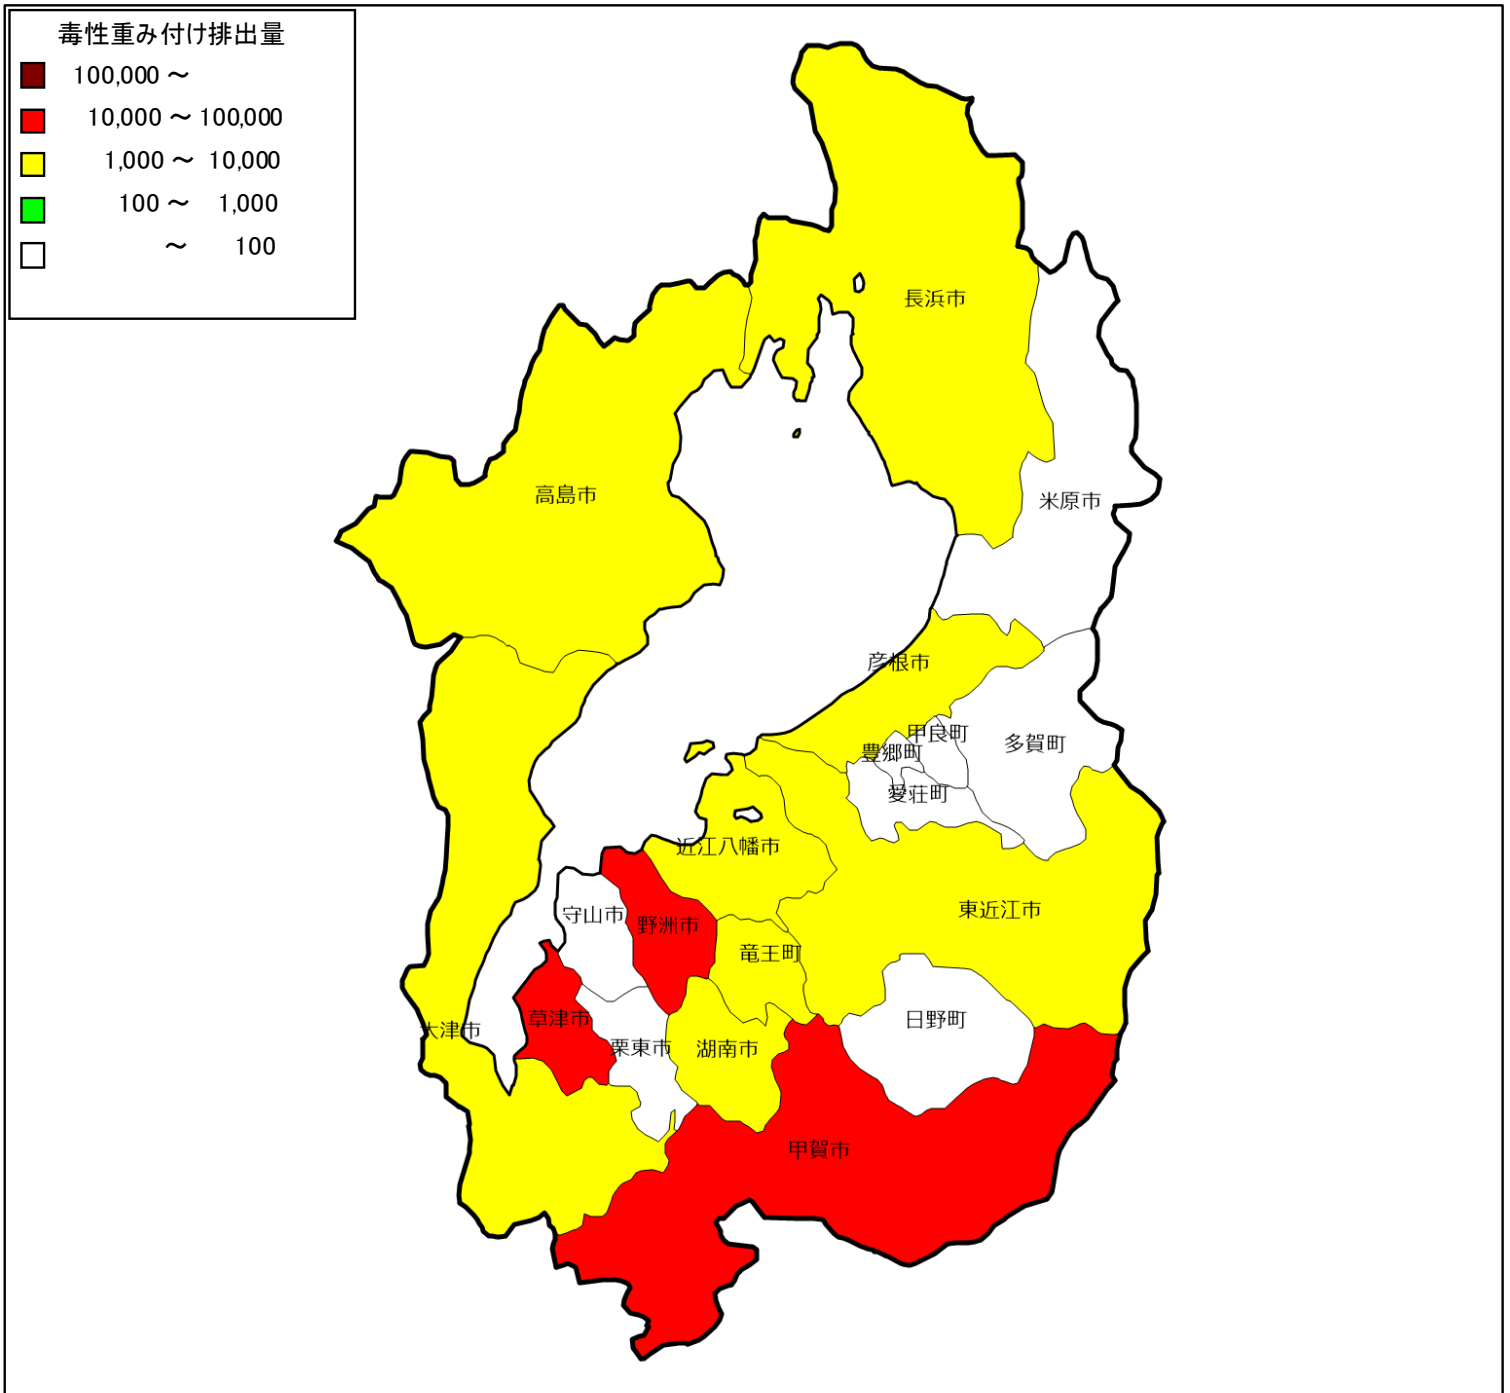 毒性重み付け排出量
100,000 ～
10,000 ～ 100,000
1,000 ～ 10,000
100 ～ 1,000
～ 100
長浜市
高島市
米原市
彦根市
甲良町
多賀町
豊郷町
愛荘町
近江八幡市
東近江市
守山市
野洲市
竜王町
草津市
日野町
大津市
栗東市
湖南市
甲賀市